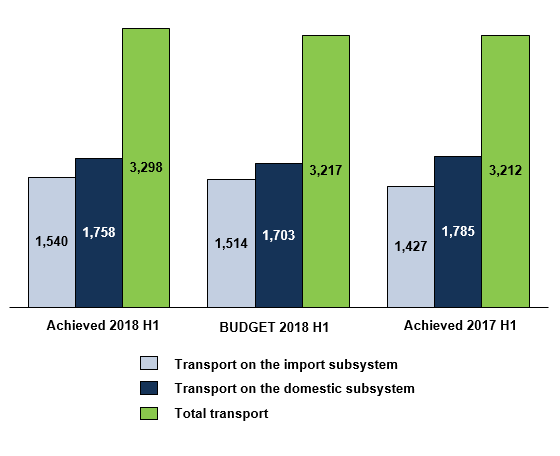 3,298
3,217
3,212
1,540
1,758
1,514
1,703
1,427
1,785
Achieved 2018 H1
BUDGET 2018 H1
Achieved 2017 H1
Transport on the import subsystem
Transport on the domestic subsystem
Total transport